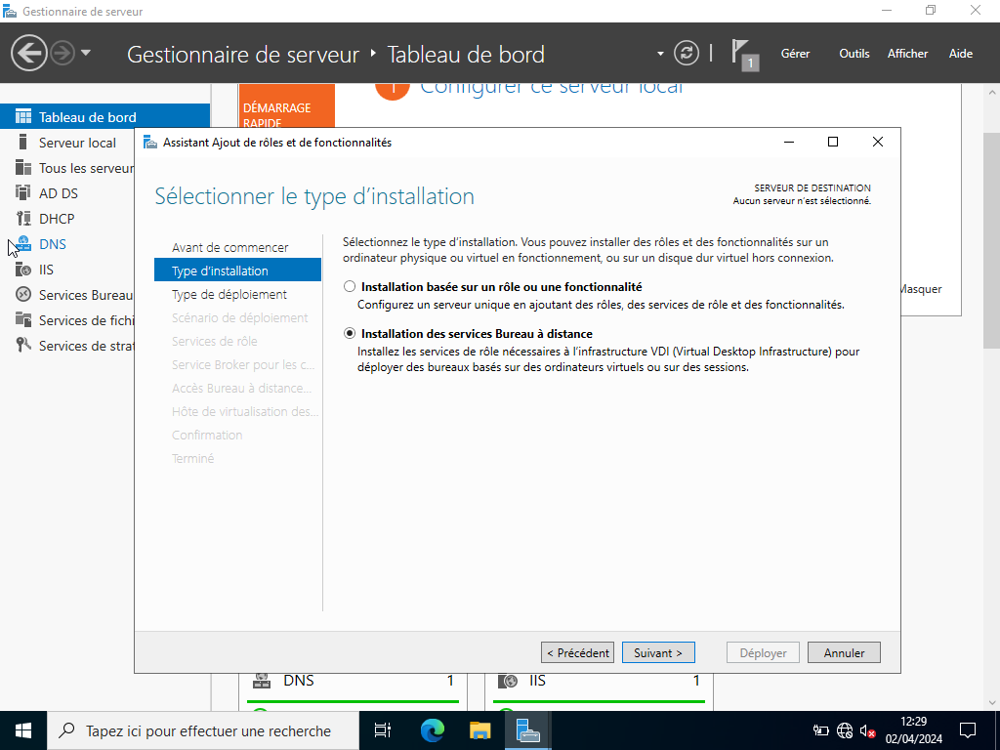 Gestionnaire de serveur
Gestionnaire de serveur
Tableau de bord
1
Gérer
Outils
Afficher
Aide
Tableau de bord
Serveur local
Tous les serveur
AD DS
DHCP
DNS
IIS
Services Bureau
Services de fichi
Services de strat
DÉMARRAGE
RAPIDE
1
Configurer ce serveur local
Masquer
Assistant Ajout de rôles et de fonctionnalités
Sélectionner le type d’installation
SERVEUR DE DESTINATION
Aucun serveur n’est sélectionné.
Avant de commencer
Type d’installation
Type de déploiement
Scénario de déploiement
Services de rôle
Service Broker pour les c...
Accès Bureau à distance...
Hôte de virtualisation des...
Confirmation
Terminé
Sélectionnez le type d’installation. Vous pouvez installer des rôles et des fonctionnalités sur un
ordinateur physique ou virtuel en fonctionnement, ou sur un disque dur virtuel hors connexion.
Installation basée sur un rôle ou une fonctionnalité
Configurez un serveur unique en ajoutant des rôles, des services de rôle et des fonctionnalités.
Installation des services Bureau à distance
Installez les services de rôle nécessaires à l’infrastructure VDI (Virtual Desktop Infrastructure) pour
déployer des bureaux basés sur des ordinateurs virtuels ou sur des sessions.
< Précédent
Suivant >
Déployer
Annuler
DNS 1
IIS 1
Tapez ici pour effectuer une recherche
12:29
02/04/2024